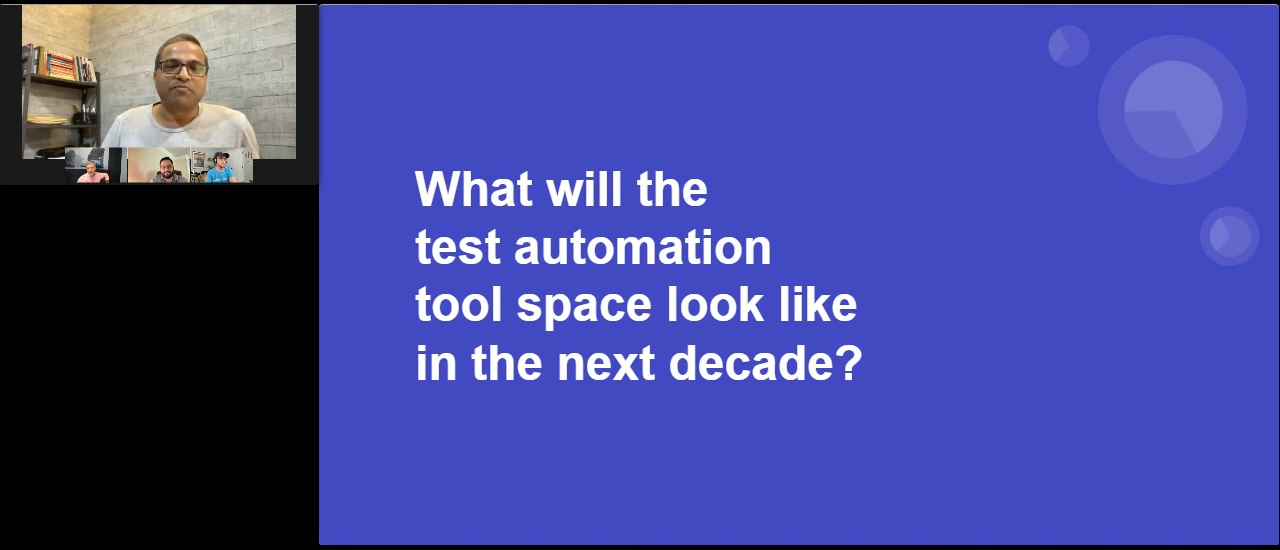 What will the
test automation
tool space look like
in the next decade?